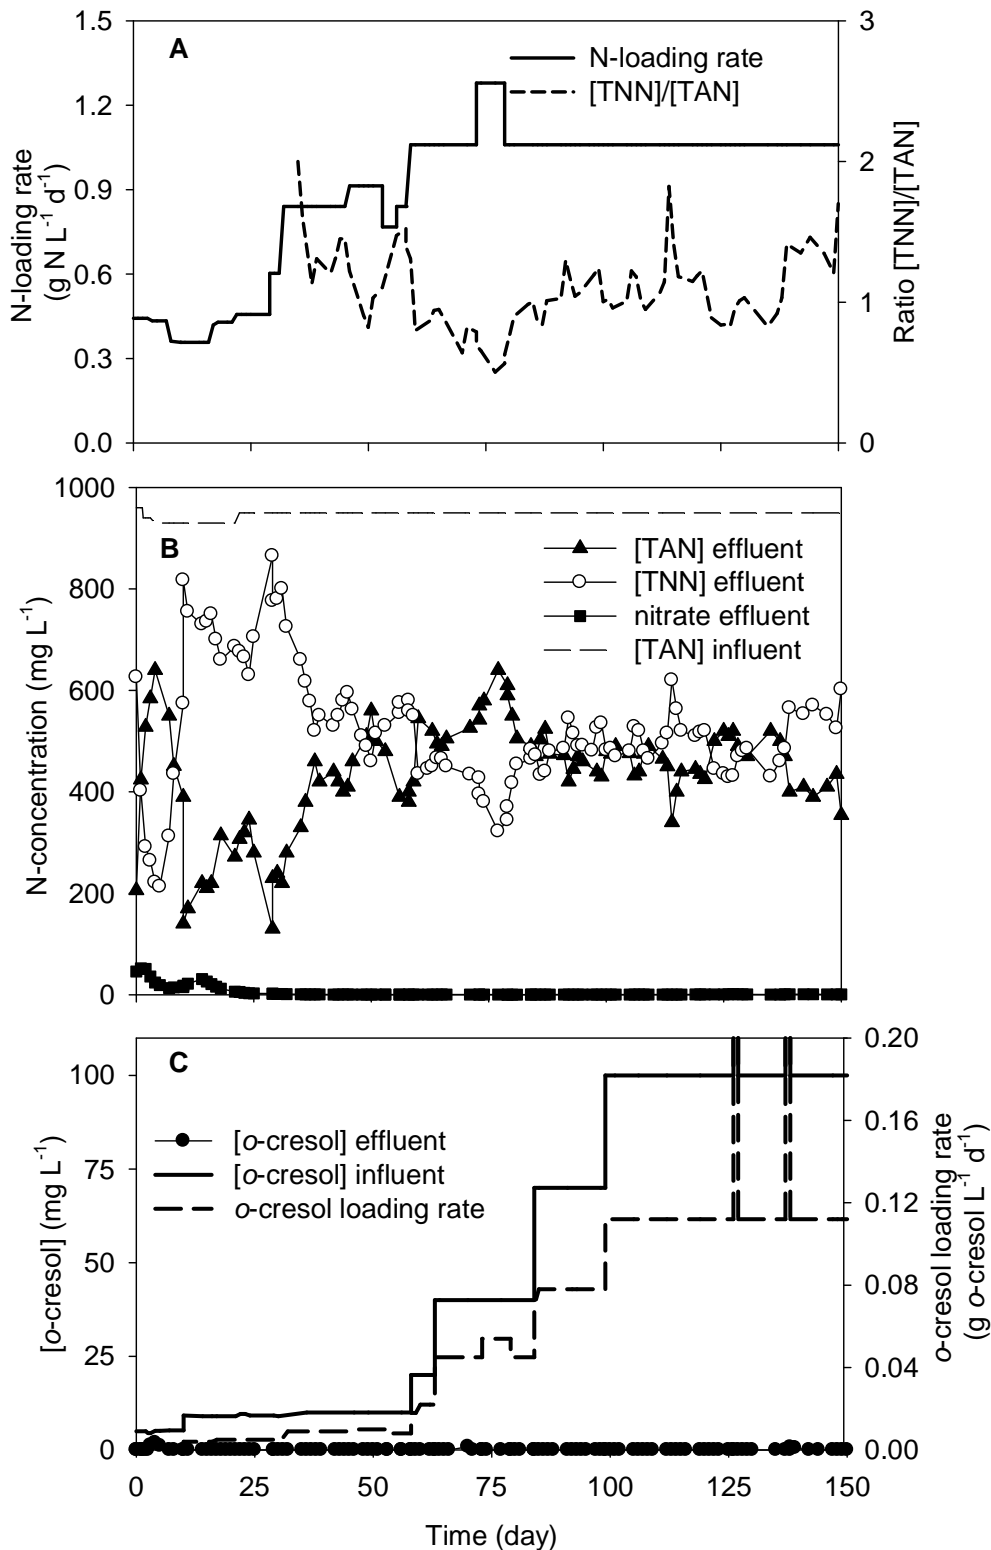 A
N-loading rate
[TNN]/[TAN]
1.5
1.2
0.9
0.6
0.3
0.0
N-loading rate
(g N L⁻¹ d⁻¹)
3
2
1
0
Ratio [TNN]/[TAN]
B
[TAN] effluent
[TNN] effluent
nitrate effluent
[TAN] influent
1000
800
600
400
200
0
N-concentration (mg L⁻¹)
C
[o-cresol] effluent
[o-cresol] influent
o-cresol loading rate
100
75
50
25
0
[o-cresol] (mg L⁻¹)
0.20
0.16
0.12
0.08
0.04
0.00
o-cresol loading rate
(g o-cresol L⁻¹ d⁻¹)
0 25 50 75 100 125 150
Time (day)